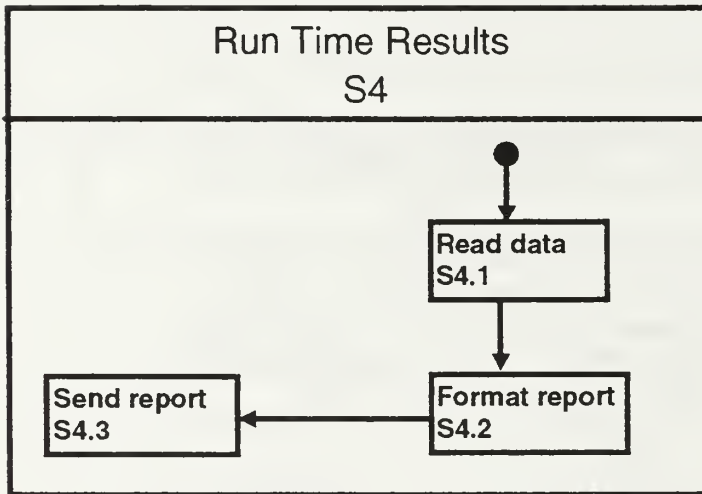 Run Time Results
S4
Read data
S4.1
Format report
S4.2
Send report
S4.3